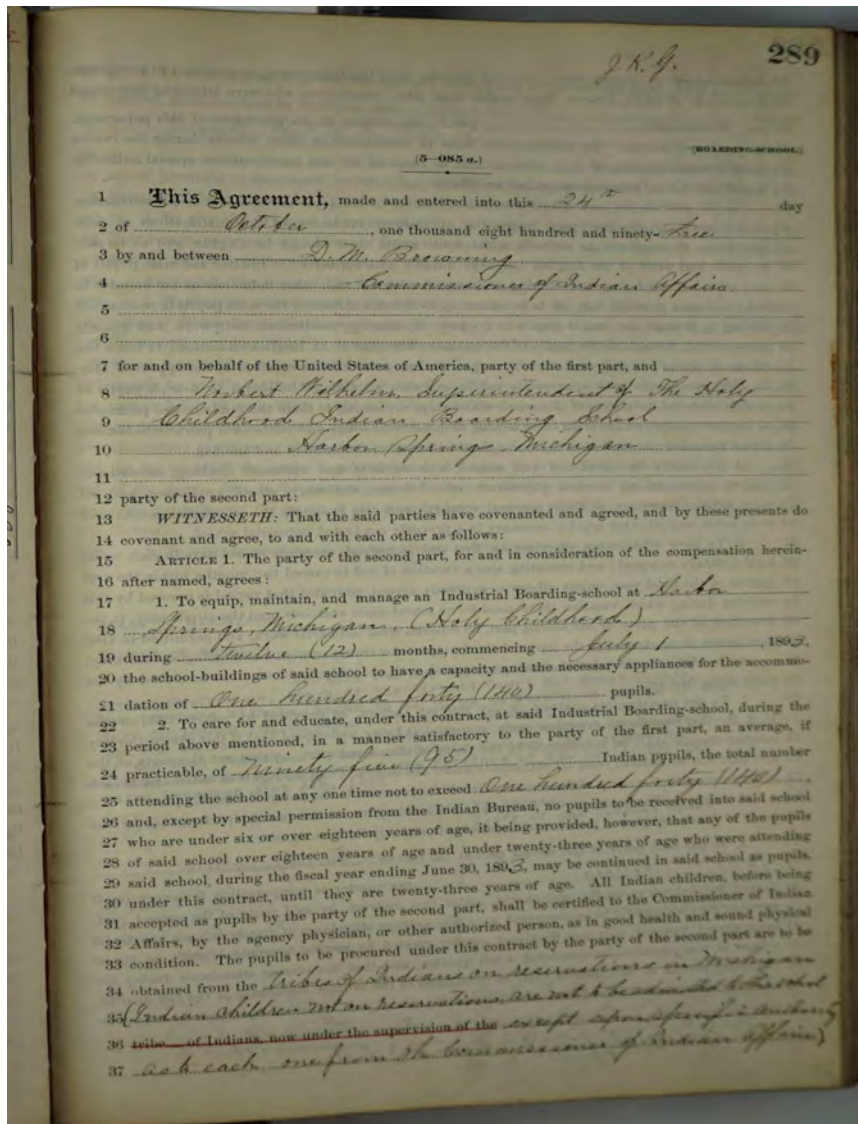 289
J. K. G.
[BOARDING-SCHOOL.]
(5—085 a.)
1 This Agreement, made and entered into this 24th day
2 of October, one thousand eight hundred and ninety-three
3 by and between D. M. Browning
4 Commissioner of Indian Affairs
5
6
7 for and on behalf of the United States of America, party of the first part, and
8 Norbert Wilhelm, Superintendent of The Holy
9 Childhood Indian Boarding School
10 Harbor Springs, Michigan
11
12 party of the second part:
13 WITNESSETH: That the said parties have covenanted and agreed, and by these presents do
14 covenant and agree, to and with each other as follows:
15 ARTICLE 1. The party of the second part, for and in consideration of the compensation herein-
16 after named, agrees:
17 1. To equip, maintain, and manage an Industrial Boarding-school at Harbor
18 Springs, Michigan, (Holy Childhood)
19 during twelve (12) months, commencing July 1, 1893,
20 the school-buildings of said school to have a capacity and the necessary appliances for the accommo-
21 dation of One hundred forty (140) pupils.
22 2. To care for and educate, under this contract, at said Industrial Boarding-school, during the
23 period above mentioned, in a manner satisfactory to the party of the first part, an average, if
24 practicable, of Ninety five (95) Indian pupils, the total number
25 attending the school at any one time not to exceed One hundred forty (140)
26 and, except by special permission from the Indian Bureau, no pupils to be received into said school
27 who are under six or over eighteen years of age, it being provided, however, that any of the pupils
28 of said school over eighteen years of age and under twenty-three years of age who were attending
29 said school, during the fiscal year ending June 30, 1893, may be continued in said school as pupils,
30 under this contract, until they are twenty-three years of age. All Indian children, before being
31 accepted as pupils by the party of the second part, shall be certified to the Commissioner of Indian
32 Affairs, by the agency physician, or other authorized person, as in good health and sound physical
33 condition. The pupils to be procured under this contract by the party of the second part are to be
34 obtained from the tribes of Indians on reservations in Michigan
35 (Indian children not on reservations, are not to be admitted to the school
36 tribe of Indians, now under the supervision of the except upon specific authority
37 as to each one from the Commissioner of Indian Affairs)